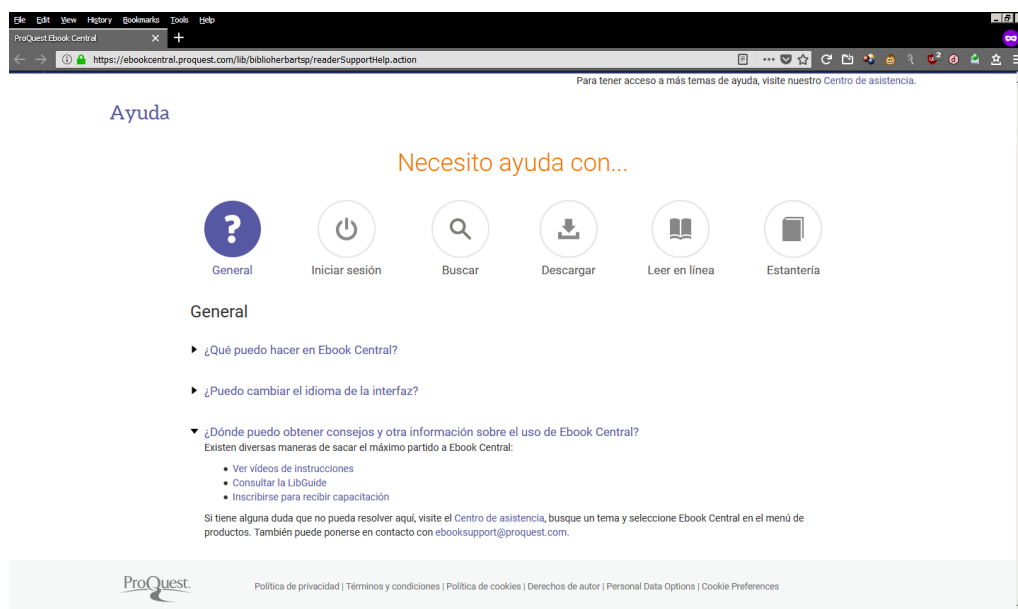 File Edit View History Bookmarks Tools Help
ProQuest Ebook Central
https://ebookcentral.proquest.com/lib/biblioherbartsp/readerSupportHelp.action
Para tener acceso a más temas de ayuda, visite nuestro Centro de asistencia.
Ayuda
Necesito ayuda con...
General Iniciar sesión Buscar Descargar Leer en línea Estantería
General
¿Qué puedo hacer en Ebook Central?
¿Puedo cambiar el idioma de la interfaz?
¿Dónde puedo obtener consejos y otra información sobre el uso de Ebook Central?
Existen diversas maneras de sacar el máximo partido a Ebook Central:
• Ver vídeos de instrucciones
• Consultar la LibGuide
• Inscribirse para recibir capacitación
Si tiene alguna duda que no pueda resolver aquí, visite el Centro de asistencia, busque un tema y seleccione Ebook Central en el menú de
productos. También puede ponerse en contacto con ebooksupport@proquest.com.
ProQuest. Política de privacidad | Términos y condiciones | Política de cookies | Derechos de autor | Personal Data Options | Cookie Preferences